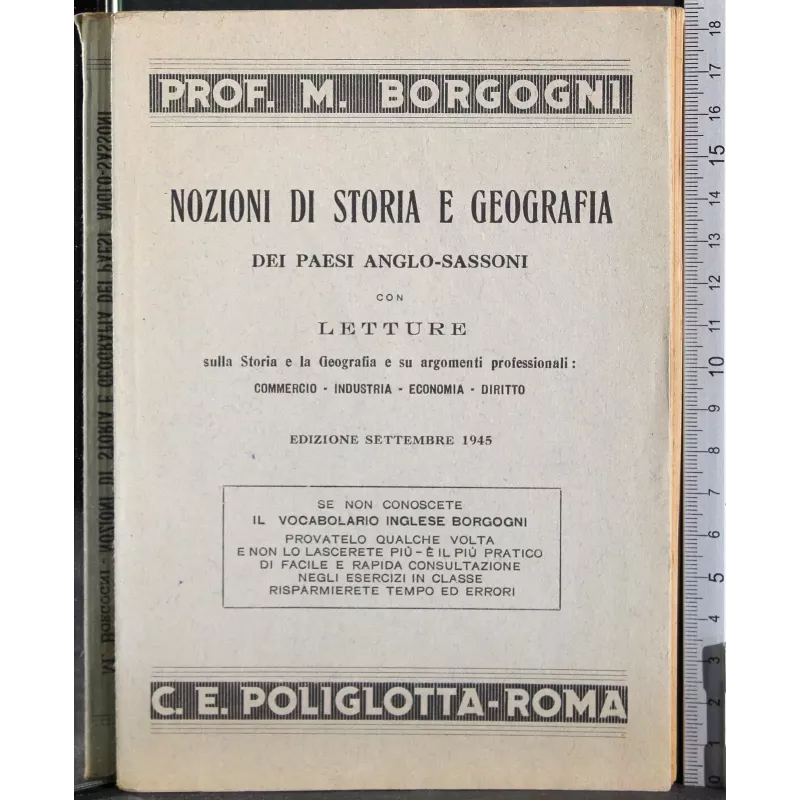 PROF. M. BORGOGNI
NOZIONI DI STORIA E GEOGRAFIA
DEI PAESI ANGLO-SASSONI
CON
LETTURE
sulla Storia e la Geografia e su argomenti professionali:
COMMERCIO - INDUSTRIA - ECONOMIA - DIRITTO
EDIZIONE SETTEMBRE 1945
SE NON CONOSCETE
IL VOCABOLARIO INGLESE BORGOGNI
PROVATELO QUALCHE VOLTA
E NON LO LASCERETE PIÙ - È IL PIÙ PRATICO
DI FACILE E RAPIDA CONSULTAZIONE
NEGLI ESERCIZI IN CLASSE
RISPARMIERETE TEMPO ED ERRORI
C. E. POLIGLOTTA-ROMA
M. BORGOGNI - NOZIONI DI STORIA E GEOGRAFIA DEI PAESI ANGLO-SASSONI
18
17
16
15
14
13
12
11
10
9
8
7
6
5
4
3
2
1
0